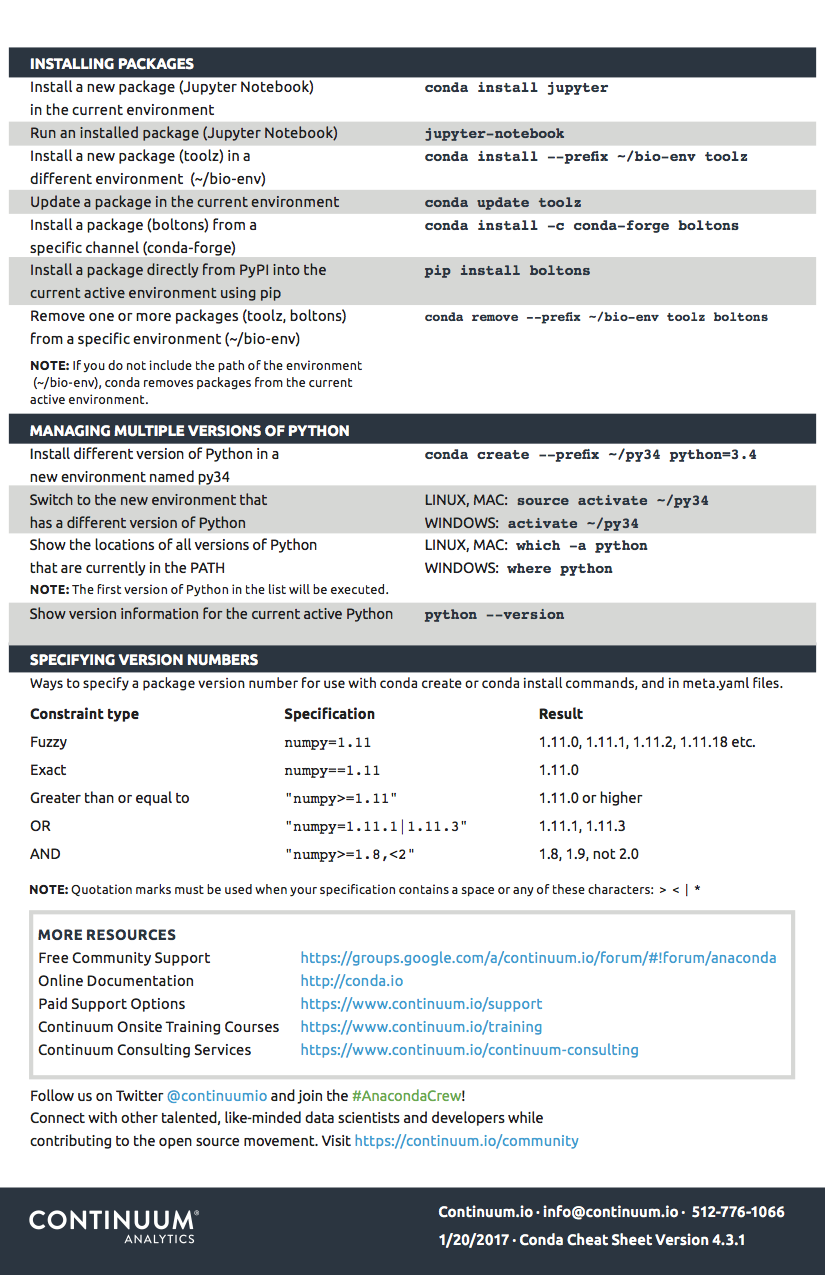 INSTALLING PACKAGES
Install a new package (Jupyter Notebook) conda install jupyter
in the current environment
Run an installed package (Jupyter Notebook) jupyter-notebook
Install a new package (toolz) in a conda install --prefix ~/bio-env toolz
different environment (~/bio-env)
Update a package in the current environment conda update toolz
Install a package (boltons) from a conda install -c conda-forge boltons
specific channel (conda-forge)
Install a package directly from PyPI into the pip install boltons
current active environment using pip
Remove one or more packages (toolz, boltons) conda remove --prefix ~/bio-env toolz boltons
from a specific environment (~/bio-env)
NOTE: If you do not include the path of the environment
(~/bio-env), conda removes packages from the current
active environment.
MANAGING MULTIPLE VERSIONS OF PYTHON
Install different version of Python in a conda create --prefix ~/py34 python=3.4
new environment named py34
Switch to the new environment that LINUX, MAC: source activate ~/py34
has a different version of Python WINDOWS: activate ~/py34
Show the locations of all versions of Python LINUX, MAC: which -a python
that are currently in the PATH WINDOWS: where python
NOTE: The first version of Python in the list will be executed.
Show version information for the current active Python python --version
SPECIFYING VERSION NUMBERS
Ways to specify a package version number for use with conda create or conda install commands, and in meta.yaml files.
Constraint type Specification Result
Fuzzy numpy=1.11 1.11.0, 1.11.1, 1.11.2, 1.11.18 etc.
Exact numpy==1.11 1.11.0
Greater than or equal to "numpy>=1.11" 1.11.0 or higher
OR "numpy=1.11.1|1.11.3" 1.11.1, 1.11.3
AND "numpy>=1.8,<2" 1.8, 1.9, not 2.0
NOTE: Quotation marks must be used when your specification contains a space or any of these characters: > < | *
MORE RESOURCES
Free Community Support https://groups.google.com/a/continuum.io/forum/#!forum/anaconda
Online Documentation http://conda.io
Paid Support Options https://www.continuum.io/support
Continuum Onsite Training Courses https://www.continuum.io/training
Continuum Consulting Services https://www.continuum.io/continuum-consulting
Follow us on Twitter @continuumio and join the #AnacondaCrew!
Connect with other talented, like-minded data scientists and developers while
contributing to the open source movement. Visit https://continuum.io/community
CONTINUUM®
ANALYTICS
Continuum.io · info@continuum.io · 512-776-1066
1/20/2017 · Conda Cheat Sheet Version 4.3.1